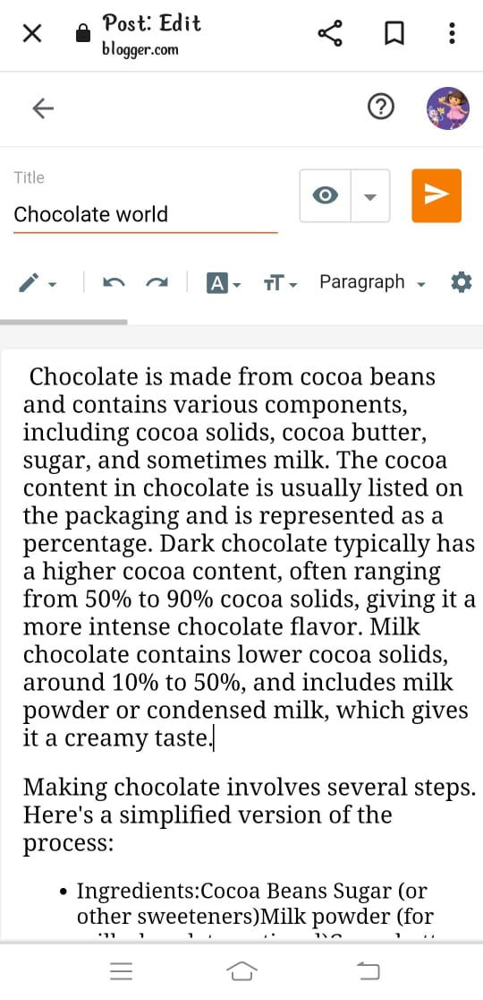 Post: Edit
blogger.com
Title
Chocolate world
A
Paragraph
Chocolate is made from cocoa beans
and contains various components,
including cocoa solids, cocoa butter,
sugar, and sometimes milk. The cocoa
content in chocolate is usually listed on
the packaging and is represented as a
percentage. Dark chocolate typically has
a higher cocoa content, often ranging
from 50% to 90% cocoa solids, giving it a
more intense chocolate flavor. Milk
chocolate contains lower cocoa solids,
around 10% to 50%, and includes milk
powder or condensed milk, which gives
it a creamy taste.
Making chocolate involves several steps.
Here's a simplified version of the
process:
• Ingredients:Cocoa Beans Sugar (or
other sweeteners)Milk powder (for